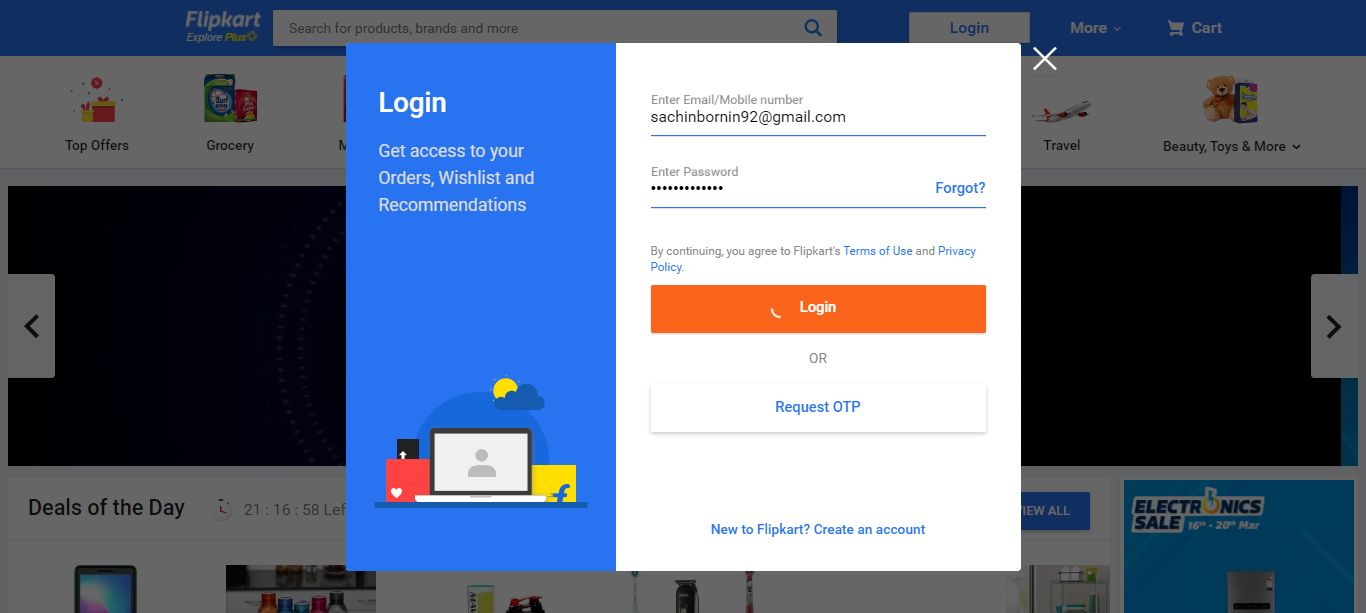 Flipkart
Explore Plus
Search for products, brands and more
Login
More
Cart
Top Offers
Grocery
M
Travel
Beauty, Toys & More
Login
Get access to your
Orders, Wishlist and
Recommendations
Enter Email/Mobile number
sachinbornin92@gmail.com
Enter Password
•••••••••••••
Forgot?
By continuing, you agree to Flipkart's Terms of Use and Privacy
Policy.
Login
OR
Request OTP
New to Flipkart? Create an account
Deals of the Day
21 : 16 : 58 Lef
IEW ALL
ELECTRONICS
SALE 16th - 20th Mar